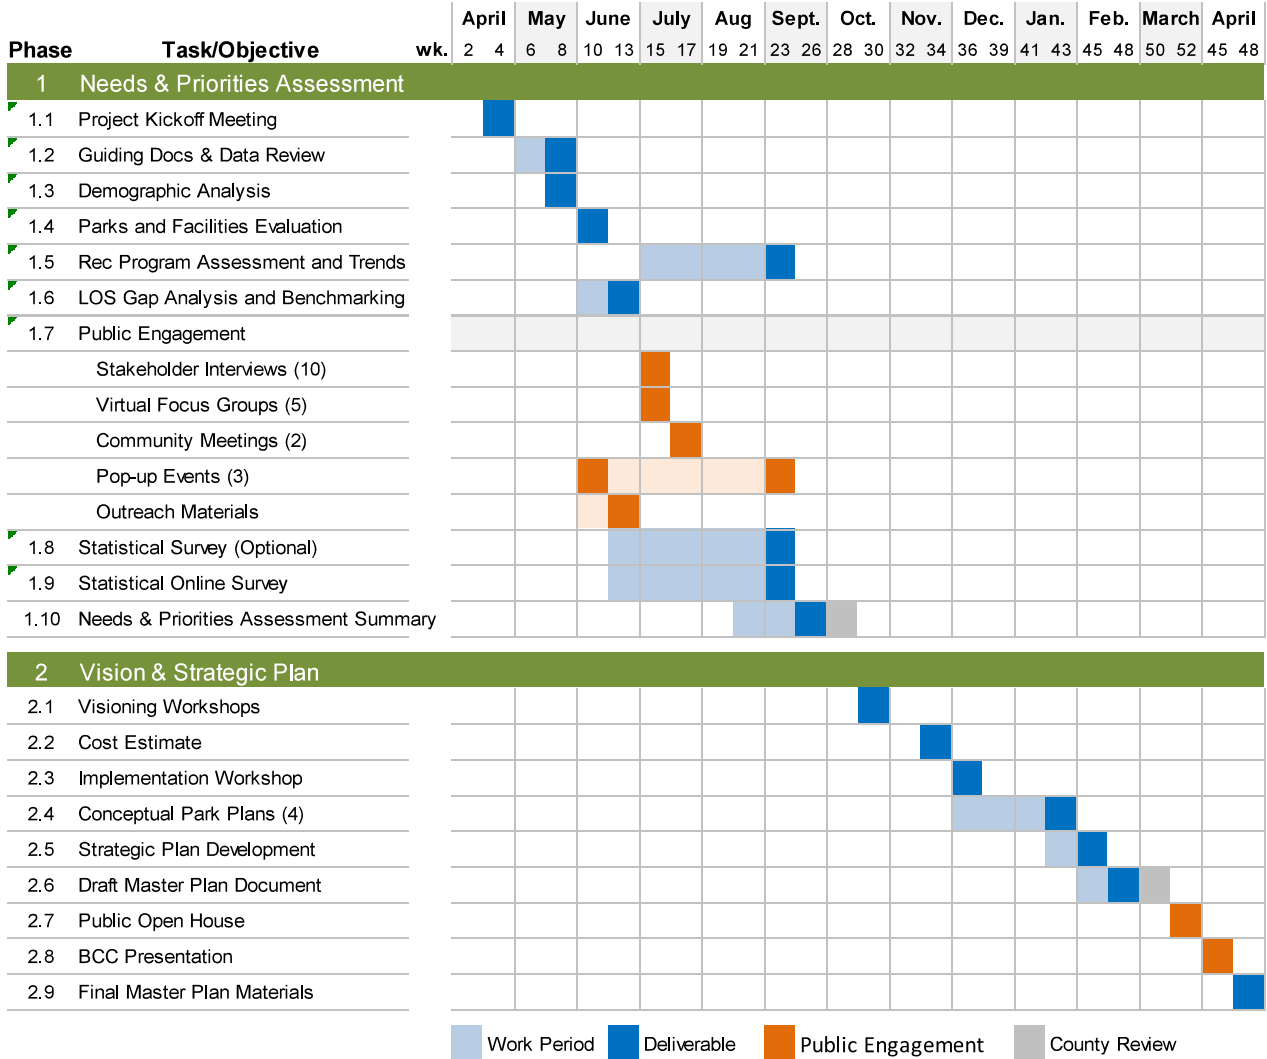 April May June July Aug Sept. Oct. Nov. Dec. Jan. Feb. March April
Phase Task/Objective wk. 2 4 6 8 10 13 15 17 19 21 23 26 28 30 32 34 36 39 41 43 45 48 50 52 45 48
1 Needs & Priorities Assessment
1.1 Project Kickoff Meeting
1.2 Guiding Docs & Data Review
1.3 Demographic Analysis
1.4 Parks and Facilities Evaluation
1.5 Rec Program Assessment and Trends
1.6 LOS Gap Analysis and Benchmarking
1.7 Public Engagement
Stakeholder Interviews (10)
Virtual Focus Groups (5)
Community Meetings (2)
Pop-up Events (3)
Outreach Materials
1.8 Statistical Survey (Optional)
1.9 Statistical Online Survey
1.10 Needs & Priorities Assessment Summary
2 Vision & Strategic Plan
2.1 Visioning Workshops
2.2 Cost Estimate
2.3 Implementation Workshop
2.4 Conceptual Park Plans (4)
2.5 Strategic Plan Development
2.6 Draft Master Plan Document
2.7 Public Open House
2.8 BCC Presentation
2.9 Final Master Plan Materials
Work Period Deliverable Public Engagement County Review